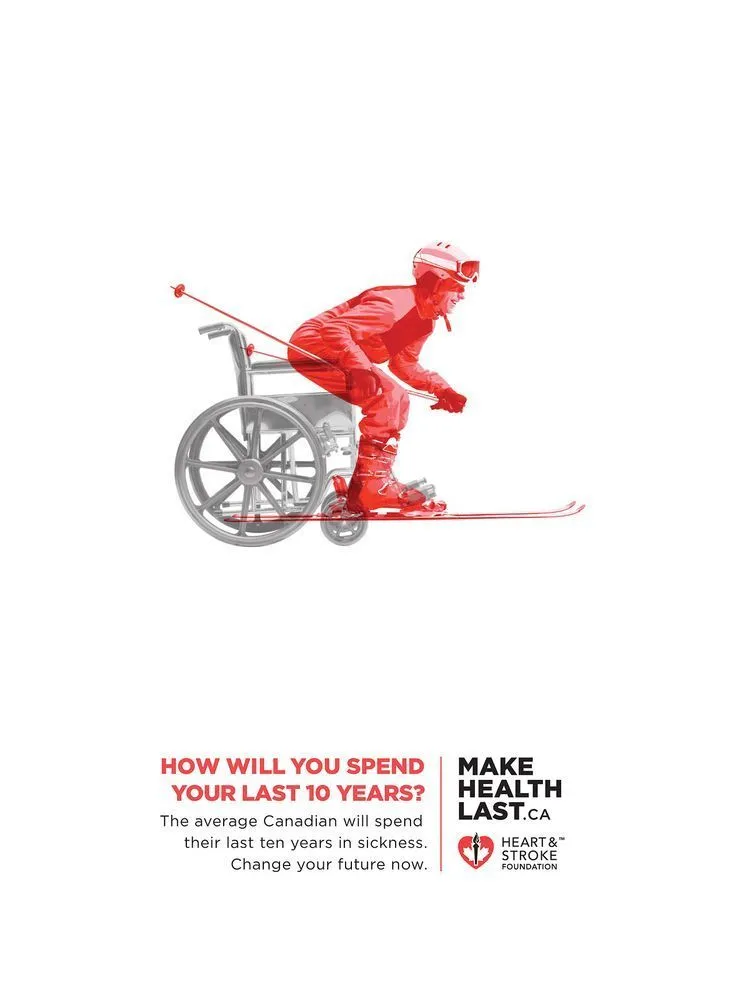 HOW WILL YOU SPEND
YOUR LAST 10 YEARS?
The average Canadian will spend
their last ten years in sickness.
Change your future now.
MAKE
HEALTH
LAST.CA
HEART &™
STROKE
FOUNDATION